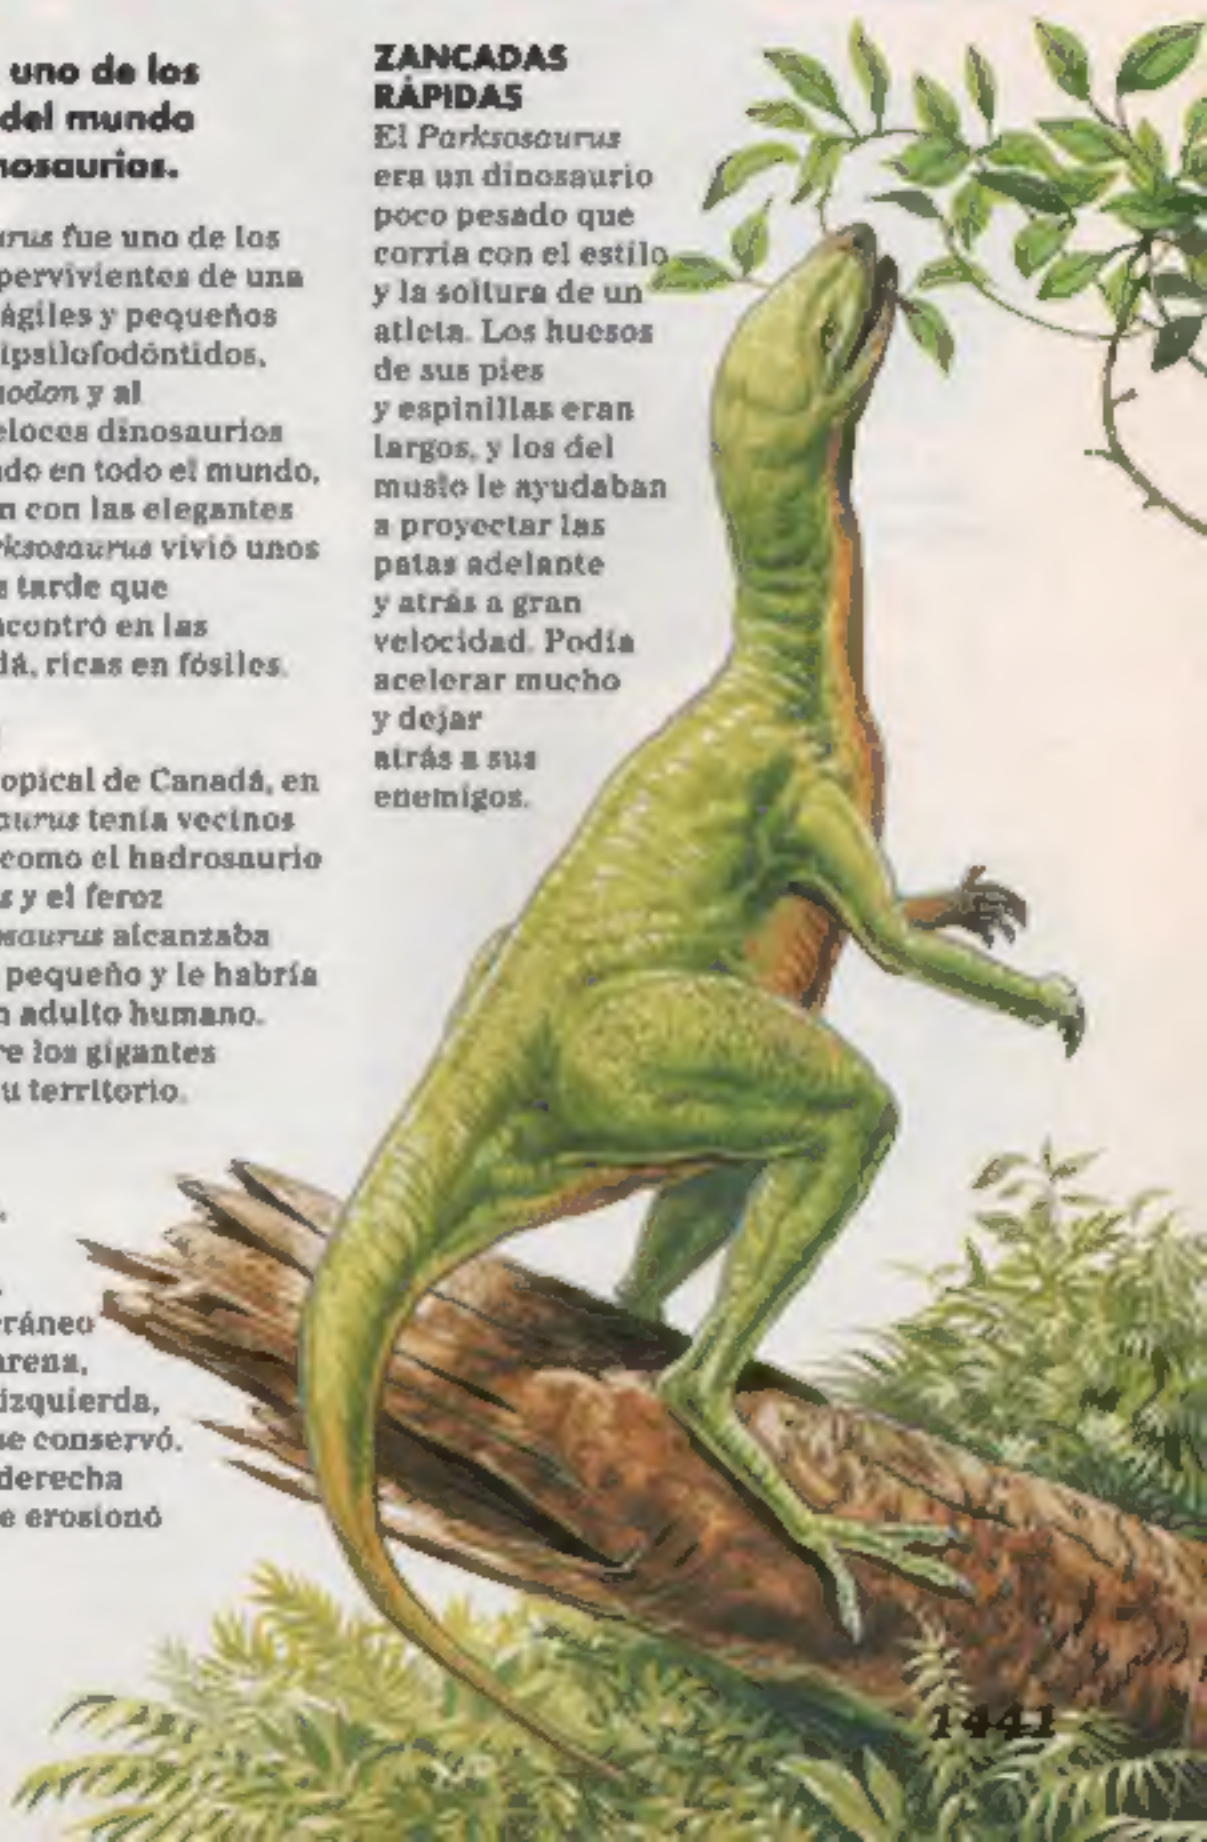 uno de los
del mundo
nosaurios.
urus fue uno de los
pervivientes de una
ágiles y pequeños
ipsilofodóntidos,
nodon y al
eloces dinosaurios
do en todo el mundo,
n con las elegantes
rksosaurus vivió unos
s tarde que
ncontró en las
dá, ricas en fósiles.
opical de Canadá, en
aurus tenía vecinos
como el hadrosaurio
s y el feroz
osaurus alcanzaba
pequeño y le habría
n adulto humano.
re los gigantes
u territorio.
ráneo
arena,
izquierda,
se conservó.
derecha
e erosionó
ZANCADAS
RÁPIDAS
El Parksosaurus
era un dinosaurio
poco pesado que
corría con el estilo
y la soltura de un
atleta. Los huesos
de sus pies
y espinillas eran
largos, y los del
muslo le ayudaban
a proyectar las
patas adelante
y atrás a gran
velocidad. Podía
acelerar mucho
y dejar
atrás a sus
enemigos.
1441